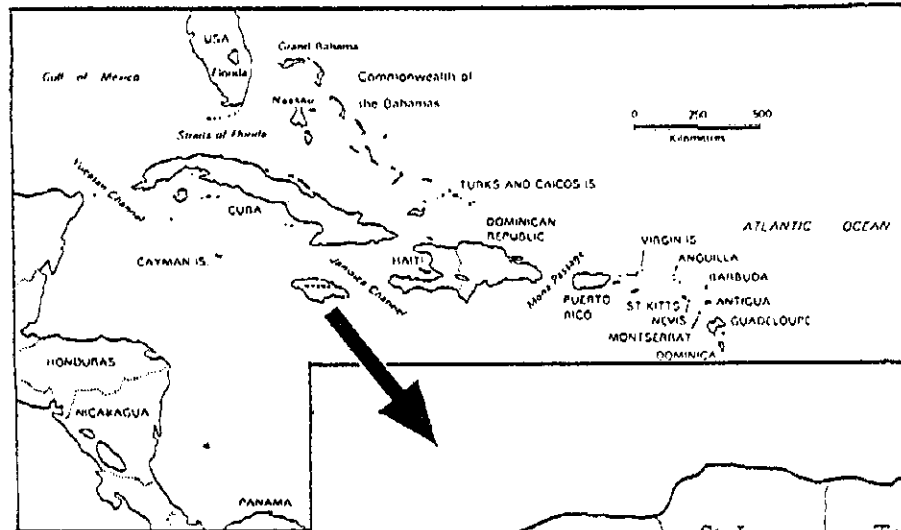 USA
Florida
Grand Bahama
Gulf of Mexico
Commonwealth of
the Bahamas
Nassau
0 250 500
Kilometres
Straits of Florida
Yucatan Channel
TURKS AND CAICOS IS.
CUBA
DOMINICAN
REPUBLIC
ATLANTIC OCEAN
VIRGIN IS.
HAITI
ANGUILLA
CAYMAN IS.
Jamaica Channel
Mona Passage
BARBUDA
PUERTO
RICO
ST KITTS
ANTIGUA
NEVIS
GUADELOUPE
MONTSERRAT
DOMINICA
HONDURAS
NICARAGUA
PANAMA